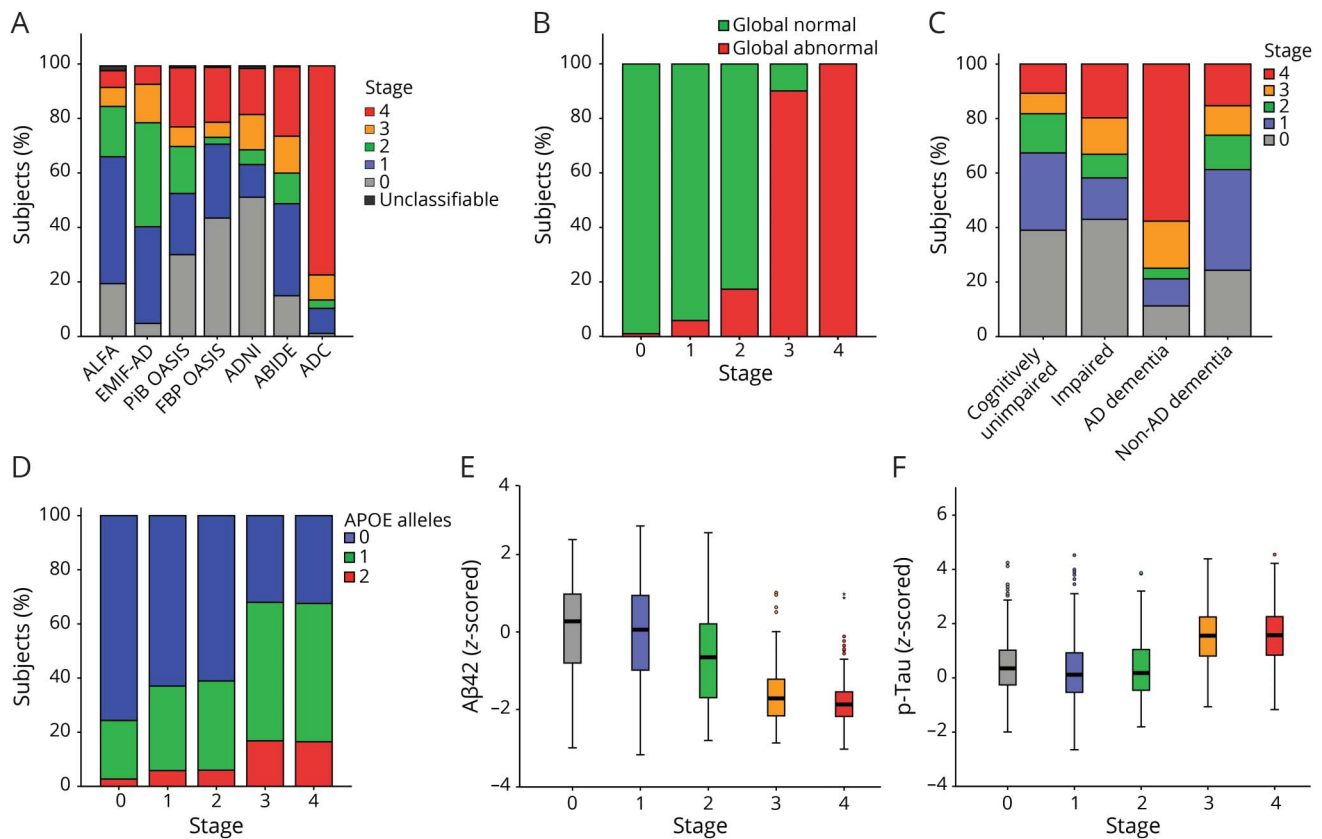 A
Subjects (%)
100
80
60
40
20
0
ALFA
EMIF-AD
PiB OASIS
FBP OASIS
ADNI
ABIDE
ADC
Stage
4
3
2
1
0
Unclassifiable
B
Global normal
Global abnormal
Subjects (%)
100
80
60
40
20
0
0 1 2 3 4
Stage
C
Subjects (%)
100
80
60
40
20
0
Cognitively
unimpaired
Impaired
AD dementia
Non-AD dementia
Stage
4
3
2
1
0
D
Subjects (%)
100
80
60
40
20
0
0 1 2 3 4
Stage
APOE alleles
0
1
2
E
Aβ42 (z-scored)
4
2
0
−2
−4
0 1 2 3 4
Stage
F
p-Tau (z-scored)
6
4
2
0
−2
−4
0 1 2 3 4
Stage